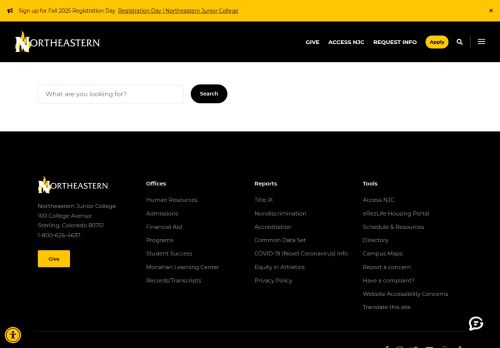 Sign up for Fall 2025 Registration Day Registration Day | Northeastern Junior College ×
NORTHEASTERN GIVE ACCESS NJC REQUEST INFO Apply
What are you looking for? Search
NORTHEASTERN
Northeastern Junior College
100 College Avenue
Sterling, Colorado 80751
1-800-626-4637
Give
Offices
Human Resources
Admissions
Financial Aid
Programs
Student Success
Monahan Learning Center
Records/Transcripts
Reports
Title IX
Nondiscrimination
Accreditation
Common Data Set
COVID-19 (Novel Coronavirus) Info
Equity in Athletics
Privacy Policy
Tools
Access NJC
eRezLife Housing Portal
Schedule & Resources
Directory
Campus Maps
Report a concern
Have a complaint?
Website Accessibility Concerns
Translate this site